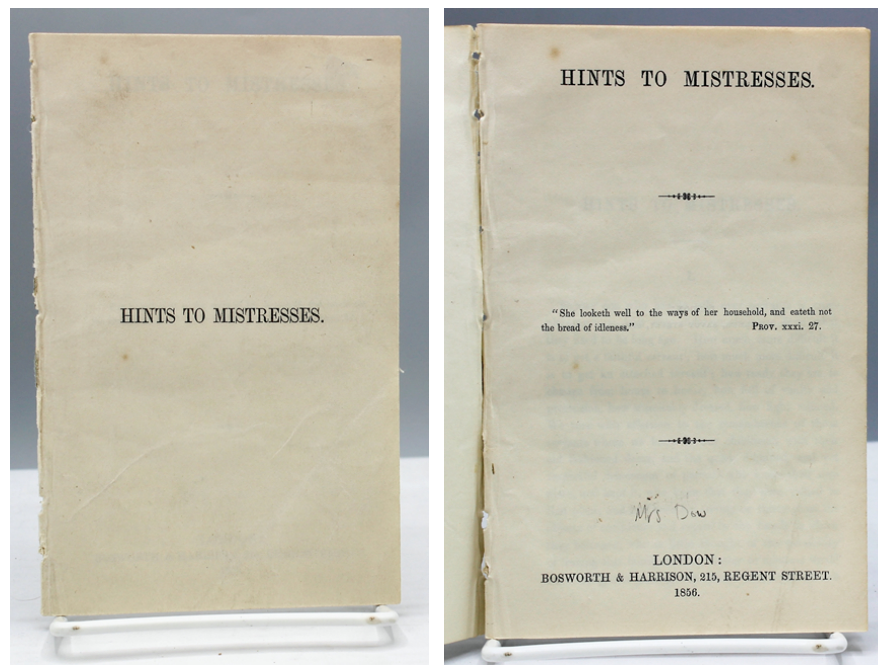 HINTS TO MISTRESSES.
HINTS TO MISTRESSES.
"She looketh well to the ways of her household, and eateth not
the bread of idleness." PROV. xxxi. 27.
Mrs Dow
LONDON:
BOSWORTH & HARRISON, 215, REGENT STREET.
1856.